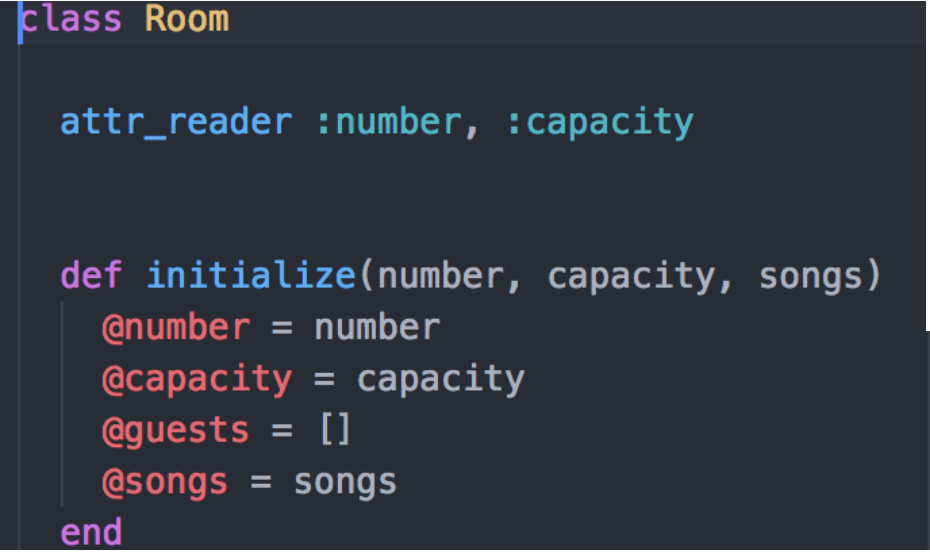 class Room
attr_reader :number, :capacity
def initialize(number, capacity, songs)
@number = number
@capacity = capacity
@guests = []
@songs = songs
end